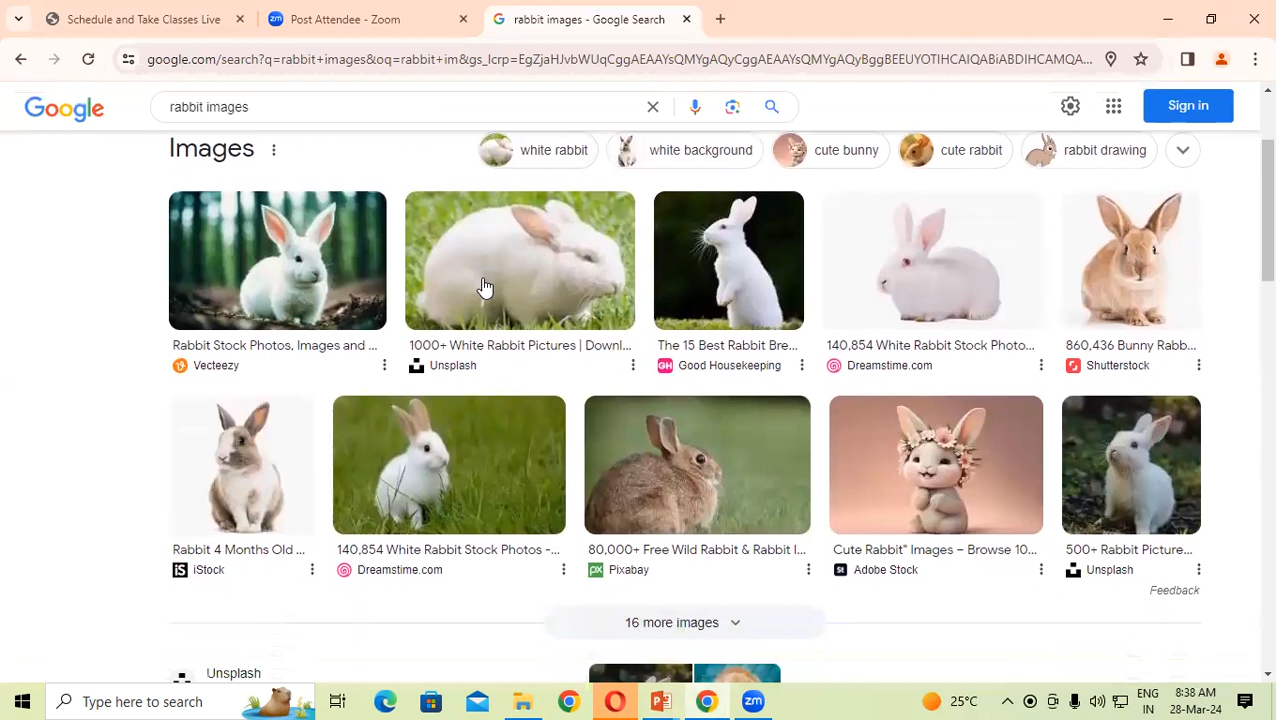 Schedule and Take Classes Live
Post Attendee - Zoom
rabbit images - Google Search
google.com/search?q=rabbit+images&oq=rabbit+im&gs_lcrp=EgZjaHJvbWUqCggAEAAYsQMYgAQyCggAEAAYsQMYgAQyBggBEEUYOTIHCAIQABiABDIHCAMQA...
Google
rabbit images
Sign in
Images
white rabbit
white background
cute bunny
cute rabbit
rabbit drawing
Rabbit Stock Photos, Images and ...
1000+ White Rabbit Pictures | Downl...
The 15 Best Rabbit Bre...
140,854 White Rabbit Stock Photo...
860,436 Bunny Rabb...
Vecteezy
Unsplash
GH Good Housekeeping
Dreamstime.com
Shutterstock
Rabbit 4 Months Old ...
140,854 White Rabbit Stock Photos -...
80,000+ Free Wild Rabbit & Rabbit I...
Cute Rabbit" Images – Browse 10...
500+ Rabbit Picture...
iS iStock
Dreamstime.com
px Pixabay
St Adobe Stock
Unsplash
Feedback
16 more images
Unsplash
Type here to search
zm
25°C
ENG
IN
8:38 AM
28-Mar-24